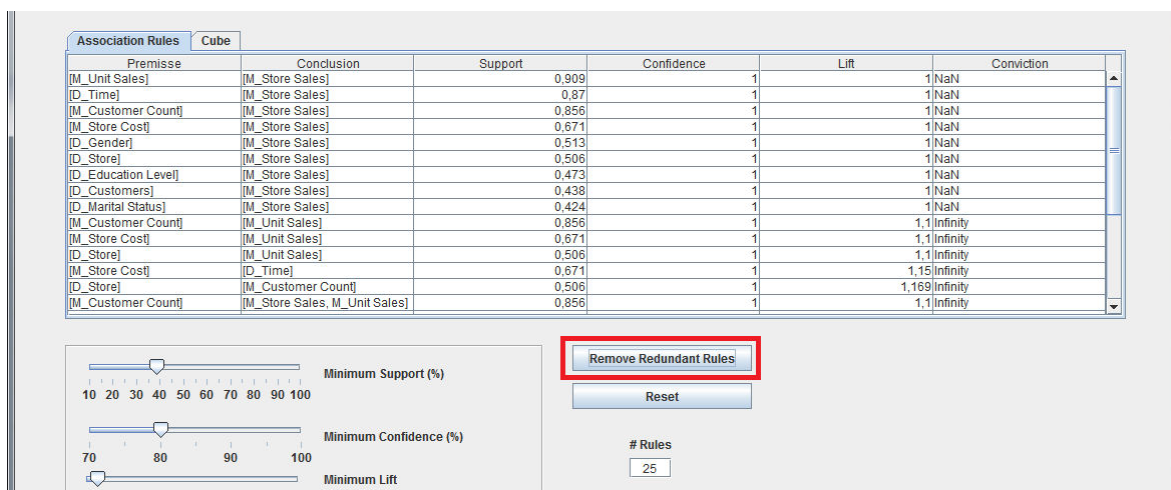 Association Rules Cube
Premisse Conclusion Support Confidence Lift Conviction
[M_Unit Sales] [M_Store Sales] 0,909 1 1 NaN
[D_Time] [M_Store Sales] 0,87 1 1 NaN
[M_Customer Count] [M_Store Sales] 0,856 1 1 NaN
[M_Store Cost] [M_Store Sales] 0,671 1 1 NaN
[D_Gender] [M_Store Sales] 0,513 1 1 NaN
[D_Store] [M_Store Sales] 0,506 1 1 NaN
[D_Education Level] [M_Store Sales] 0,473 1 1 NaN
[D_Customers] [M_Store Sales] 0,438 1 1 NaN
[D_Marital Status] [M_Store Sales] 0,424 1 1 NaN
[M_Customer Count] [M_Unit Sales] 0,856 1 1,1 Infinity
[M_Store Cost] [M_Unit Sales] 0,671 1 1,1 Infinity
[D_Store] [M_Unit Sales] 0,506 1 1,1 Infinity
[M_Store Cost] [D_Time] 0,671 1 1,15 Infinity
[D_Store] [M_Customer Count] 0,506 1 1,169 Infinity
[M_Customer Count] [M_Store Sales, M_Unit Sales] 0,856 1 1,1 Infinity
Minimum Support (%)
10 20 30 40 50 60 70 80 90 100
Minimum Confidence (%)
70 80 90 100
Minimum Lift
Remove Redundant Rules
Reset
# Rules
25